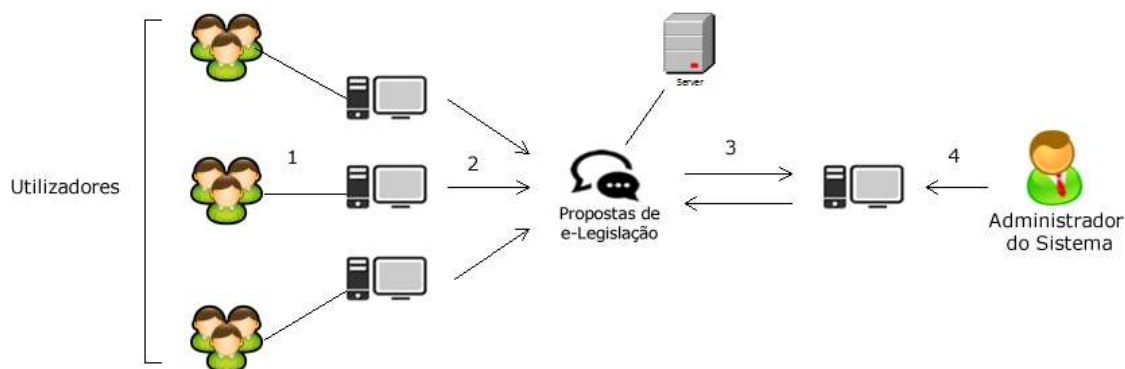 Server
1
2
3
4
Utilizadores
Propostas de
e-Legislação
Administrador
do Sistema